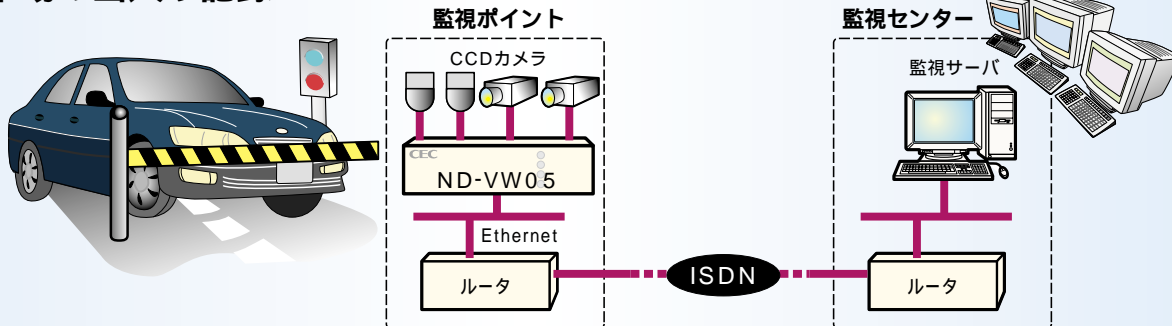 監視ポイント
監視センター
CCDカメラ
監視サーバ
CEC
ND-VW05
Ethernet
ルータ
ISDN
ルータ